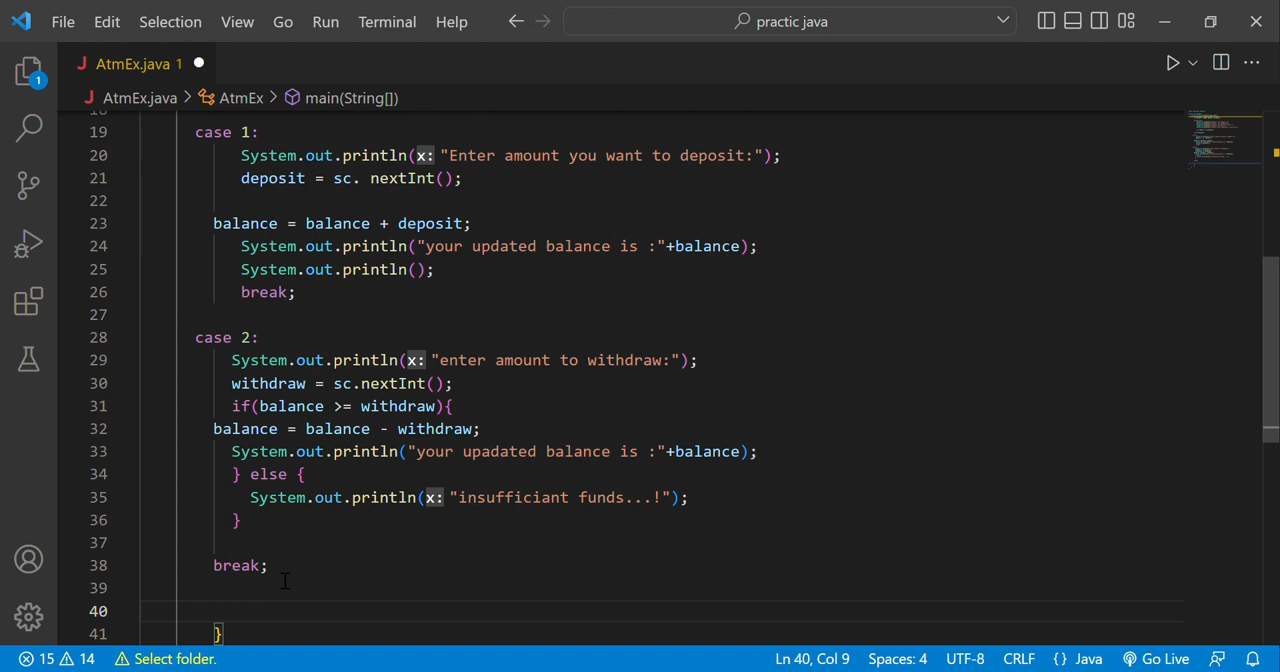 File Edit Selection View Go Run Terminal Help practic java
1 AtmEx.java 1
AtmEx.java > AtmEx > main(String[])
19 case 1:
20 System.out.println(x: "Enter amount you want to deposit:");
21 deposit = sc. nextInt();
22
23 balance = balance + deposit;
24 System.out.println("your updated balance is :"+balance);
25 System.out.println();
26 break;
27
28 case 2:
29 System.out.println(x: "enter amount to withdraw:");
30 withdraw = sc.nextInt();
31 if(balance >= withdraw){
32 balance = balance - withdraw;
33 System.out.println("your upadated balance is :"+balance);
34 } else {
35 System.out.println(x: "insufficiant funds...!");
36 }
37
38 break;
39
40
41 }
15 14 Select folder. Ln 40, Col 9 Spaces: 4 UTF-8 CRLF {} Java Go Live